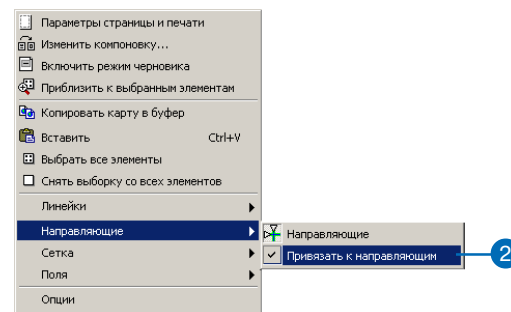 Параметры страницы и печати
Изменить компоновку...
Включить режим черновика
Приблизить к выбранным элементам
Копировать карту в буфер
Вставить Ctrl+V
Выбрать все элементы
Снять выборку со всех элементов
Линейки
Направляющие
Направляющие
Сетка
Привязать к направляющим
2
Поля
Опции